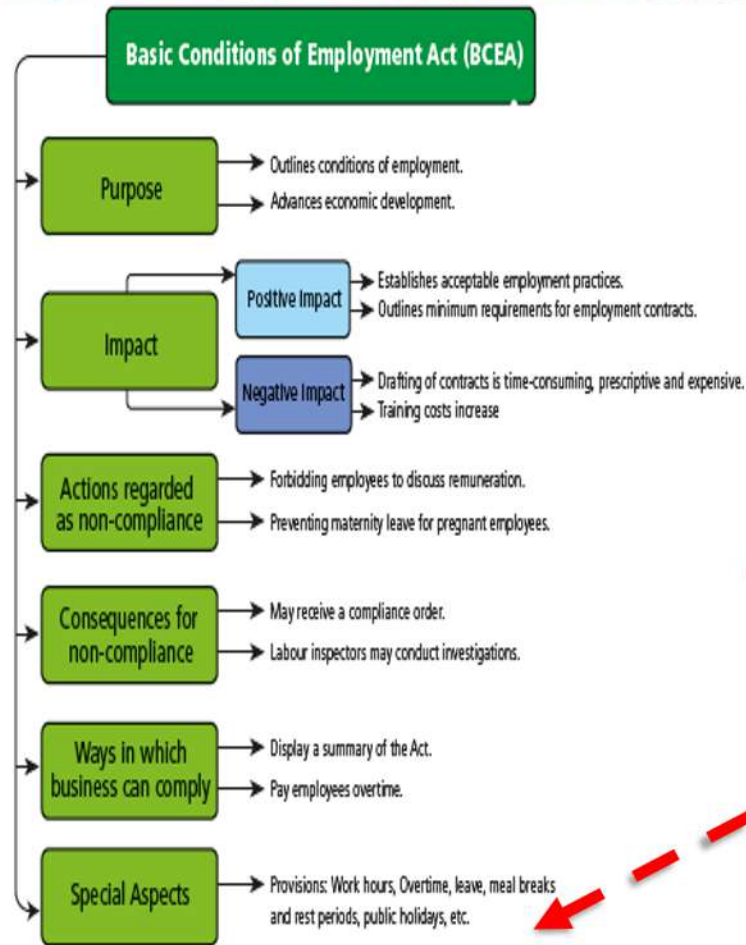 Basic Conditions of Employment Act (BCEA)
Purpose
Outlines conditions of employment.
Advances economic development.
Impact
Positive Impact
Establishes acceptable employment practices.
Outlines minimum requirements for employment contracts.
Negative Impact
Drafting of contracts is time-consuming, prescriptive and expensive.
Training costs increase
Actions regarded
as non-compliance
Forbidding employees to discuss remuneration.
Preventing maternity leave for pregnant employees.
Consequences for
non-compliance
May receive a compliance order.
Labour inspectors may conduct investigations.
Ways in which
business can comply
Display a summary of the Act.
Pay employees overtime.
Special Aspects
Provisions: Work hours, Overtime, leave, meal breaks
and rest periods, public holidays, etc.